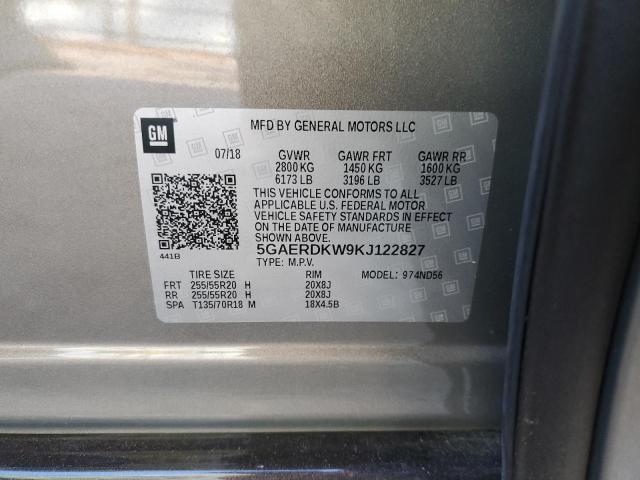 GM MFD BY GENERAL MOTORS LLC
07/18 GVWR GAWR FRT GAWR RR
2800 KG 1450 KG 1600 KG
6173 LB 3196 LB 3527 LB
THIS VEHICLE CONFORMS TO ALL
APPLICABLE U.S. FEDERAL MOTOR
VEHICLE SAFETY STANDARDS IN EFFECT
ON THE DATE OF MANUFACTURE
SHOWN ABOVE.
441B 5GAERDKW9KJ122827
TYPE: M.P.V.
TIRE SIZE RIM MODEL: 974ND56
FRT 255/55R20 H 20X8J
RR 255/55R20 H 20X8J
SPA T135/70R18 M 18X4.5B